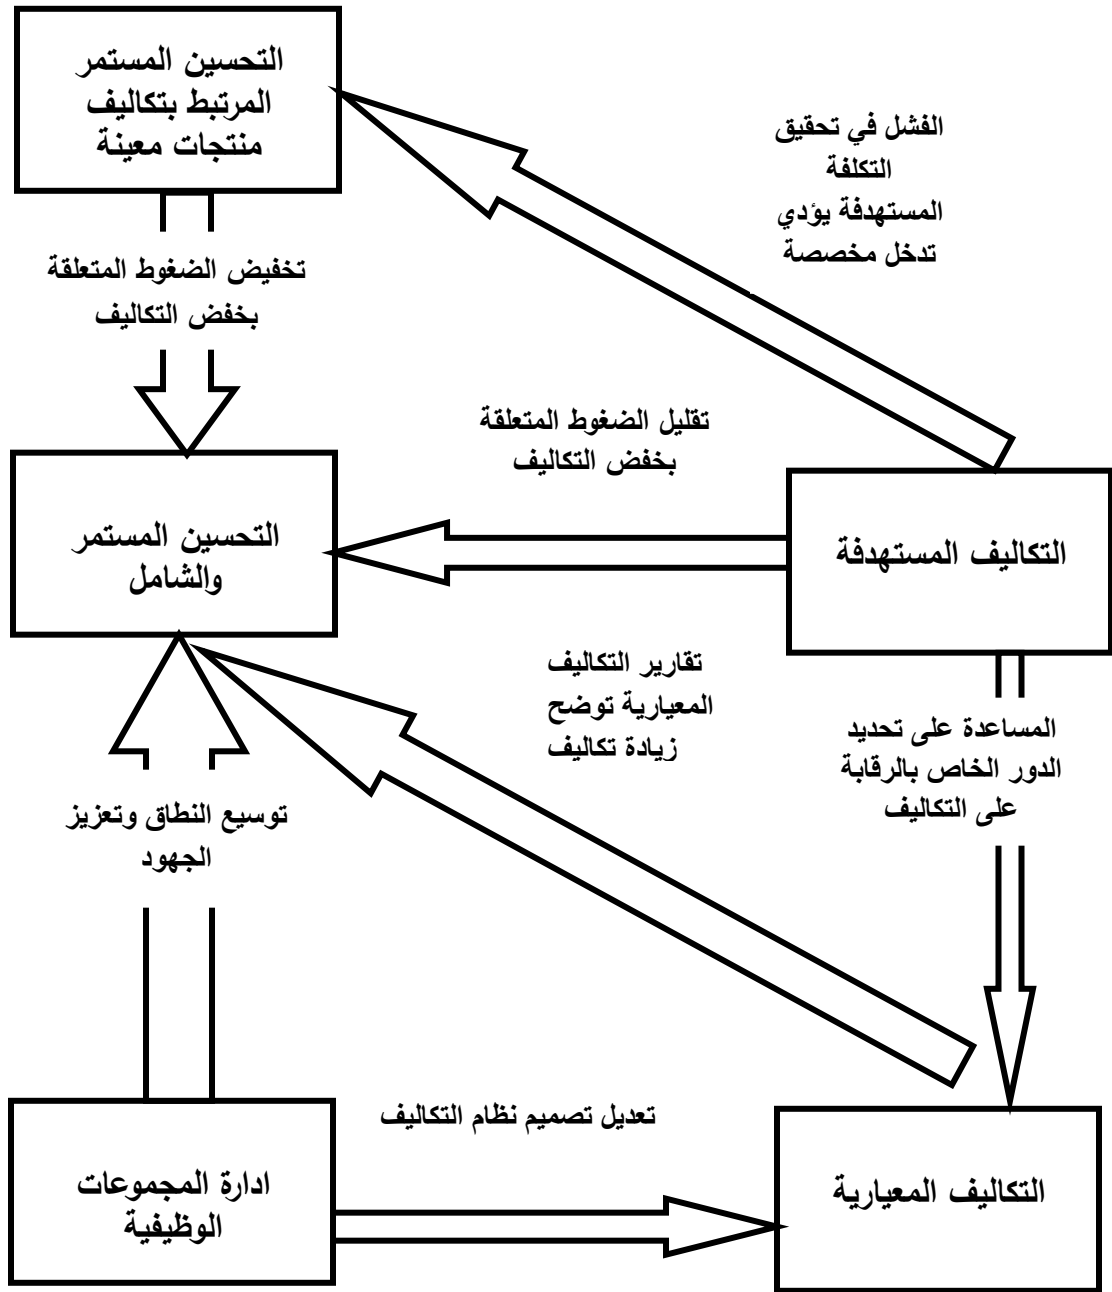 التحسين المستمر
المرتبط بتكاليف
منتجات معينة
الفشل في تحقيق
التكلفة
المستهدفة يؤدي
تدخل مخصصة
تخفيض الضغوط المتعلقة
بخفض التكاليف
تقليل الضغوط المتعلقة
بخفض التكاليف
التحسين المستمر
والشامل
التكاليف المستهدفة
تقارير التكاليف
المعيارية توضح
زيادة تكاليف
المساعدة على تحديد
الدور الخاص بالرقابة
على التكاليف
توسيع النطاق وتعزيز
الجهود
تعديل تصميم نظام التكاليف
ادارة المجموعات
الوظيفية
التكاليف المعيارية